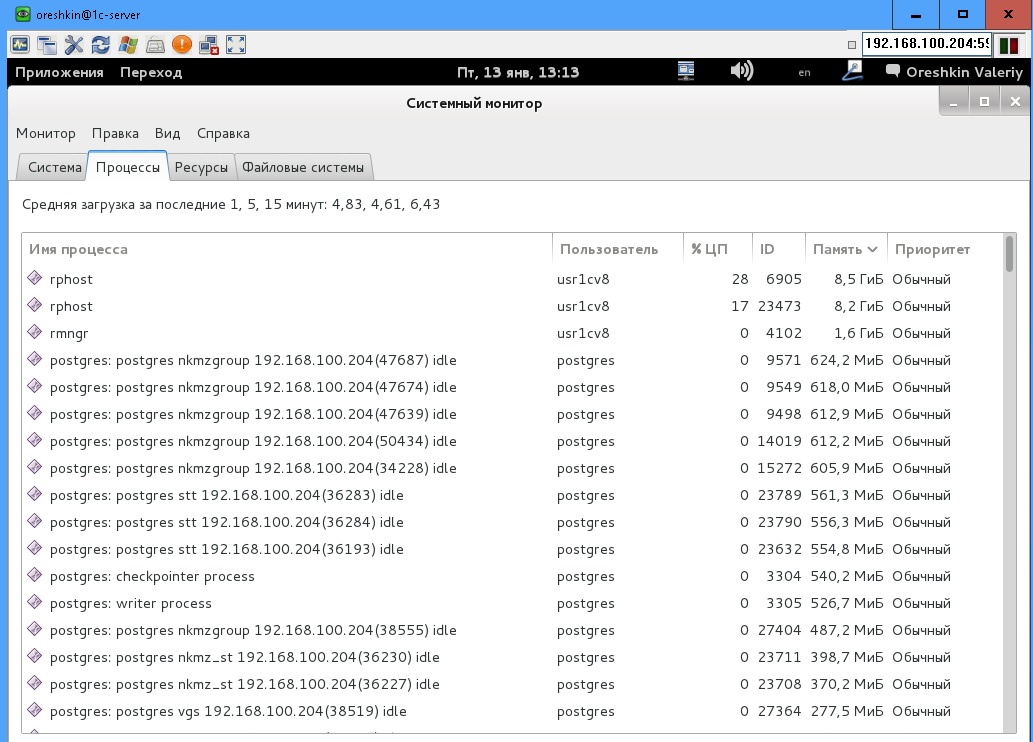 oreshkin@1c-server
192.168.100.204:59
Приложения Переход Пт, 13 янв, 13:13 en Oreshkin Valeriy
Системный монитор
Монитор Правка Вид Справка
Система Процессы Ресурсы Файловые системы
Средняя загрузка за последние 1, 5, 15 минут: 4,83, 4,61, 6,43
Имя процесса Пользователь % ЦП ID Память Приоритет
rphost usr1cv8 28 6905 8,5 ГиБ Обычный
rphost usr1cv8 17 23473 8,2 ГиБ Обычный
rmngr usr1cv8 0 4102 1,6 ГиБ Обычный
postgres: postgres nkmzgroup 192.168.100.204(47687) idle postgres 0 9571 624,2 МиБ Обычный
postgres: postgres nkmzgroup 192.168.100.204(47674) idle postgres 0 9549 618,0 МиБ Обычный
postgres: postgres nkmzgroup 192.168.100.204(47639) idle postgres 0 9498 612,9 МиБ Обычный
postgres: postgres nkmzgroup 192.168.100.204(50434) idle postgres 0 14019 612,2 МиБ Обычный
postgres: postgres nkmzgroup 192.168.100.204(34228) idle postgres 0 15272 605,9 МиБ Обычный
postgres: postgres stt 192.168.100.204(36283) idle postgres 0 23789 561,3 МиБ Обычный
postgres: postgres stt 192.168.100.204(36284) idle postgres 0 23790 556,3 МиБ Обычный
postgres: postgres stt 192.168.100.204(36193) idle postgres 0 23632 554,8 МиБ Обычный
postgres: checkpointer process postgres 0 3304 540,2 МиБ Обычный
postgres: writer process postgres 0 3305 526,7 МиБ Обычный
postgres: postgres nkmzgroup 192.168.100.204(38555) idle postgres 0 27404 487,2 МиБ Обычный
postgres: postgres nkmz_st 192.168.100.204(36230) idle postgres 0 23711 398,7 МиБ Обычный
postgres: postgres nkmz_st 192.168.100.204(36227) idle postgres 0 23708 370,2 МиБ Обычный
postgres: postgres vgs 192.168.100.204(38519) idle postgres 0 27364 277,5 МиБ Обычный